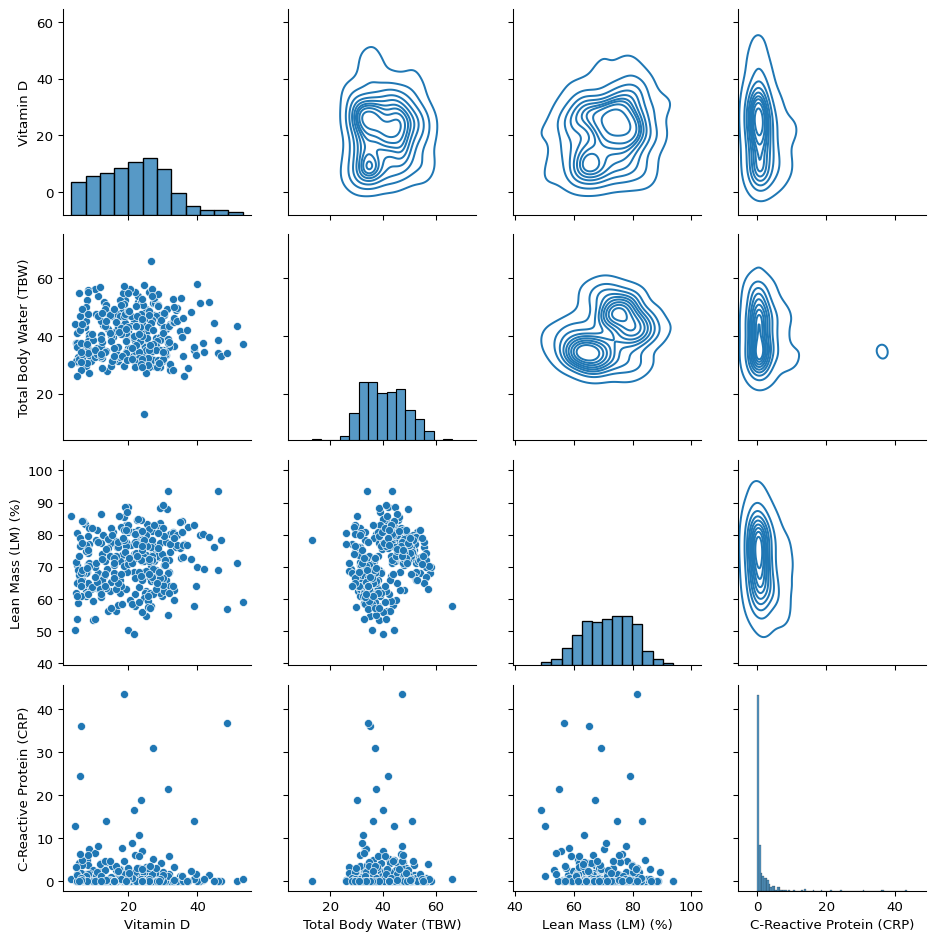 60
40
20
0
Vitamin D
60
40
20
Total Body Water (TBW)
100
90
80
70
60
50
40
Lean Mass (LM) (%)
40
30
20
10
0
C-Reactive Protein (CRP)
20 40
20 40 60
40 60 80 100
0 20 40
Vitamin D
Total Body Water (TBW)
Lean Mass (LM) (%)
C-Reactive Protein (CRP)